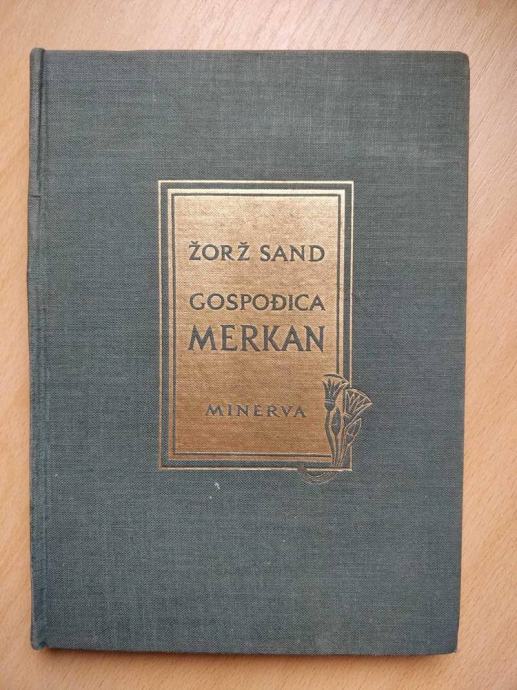 ŽORŽ SAND
GOSPOĐICA
MERKAN
MINERVA